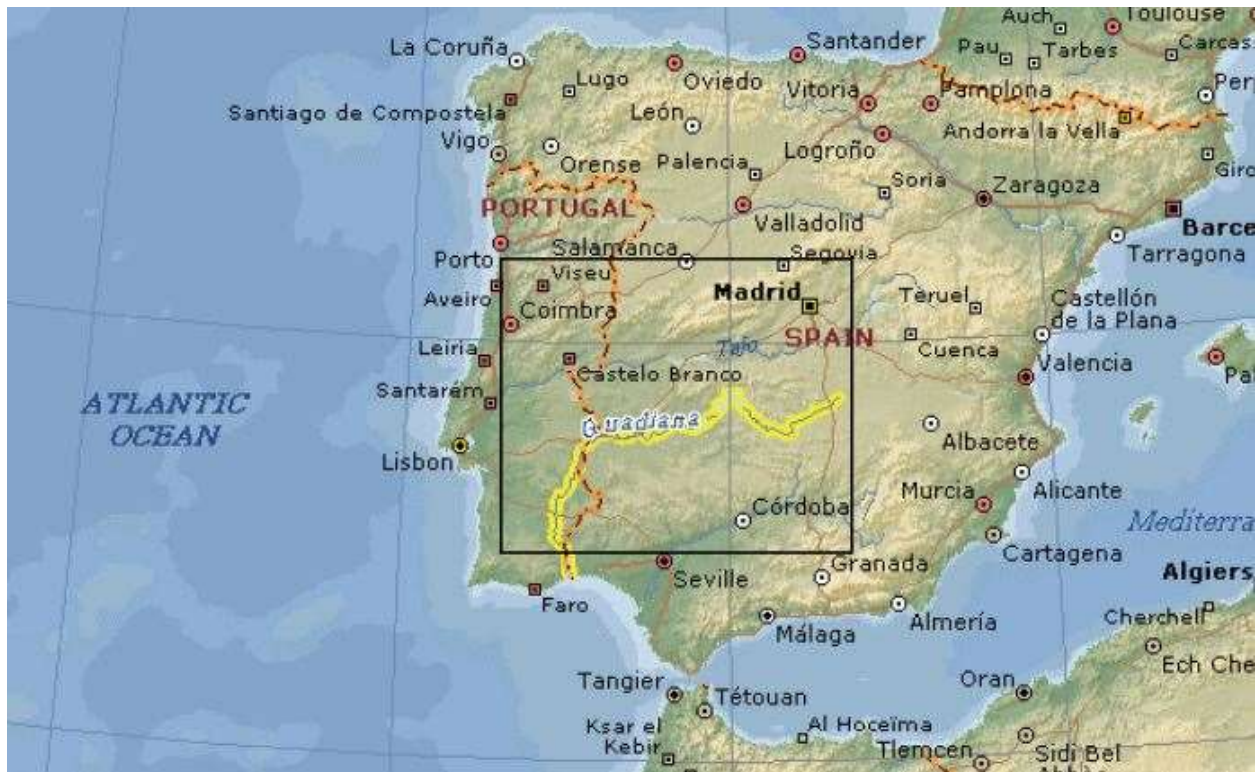 Auch
Toulouse
La Coruña
Santander
Pau
Tarbes
Carcas
Lugo
Oviedo
Vitoria
Pamplona
Per
Santiago de Compostela
León
Andorra la Vella
Vigo
Orense
Palencia
Logroño
Giro
Soria
Zaragoza
PORTUGAL
Valladolid
Barce
Porto
Salamanca
Segovia
Tarragona
Aveiro
Viseu
Madrid
Teruel
Castellón
de la Plana
Coimbra
SPAIN
Tajo
Cuenca
Leiria
Castelo Branco
Valencia
Pal
Santarém
ATLANTIC
OCEAN
Guadiana
Albacete
Lisbon
Murcia
Alicante
Córdoba
Mediterra
Cartagena
Seville
Granada
Algiers
Faro
Málaga
Almería
Cherchell
Ech Che
Tangier
Tétouan
Oran
Ksar el
Kebir
Al Hoceïma
Tlemcen
Sidi Bel